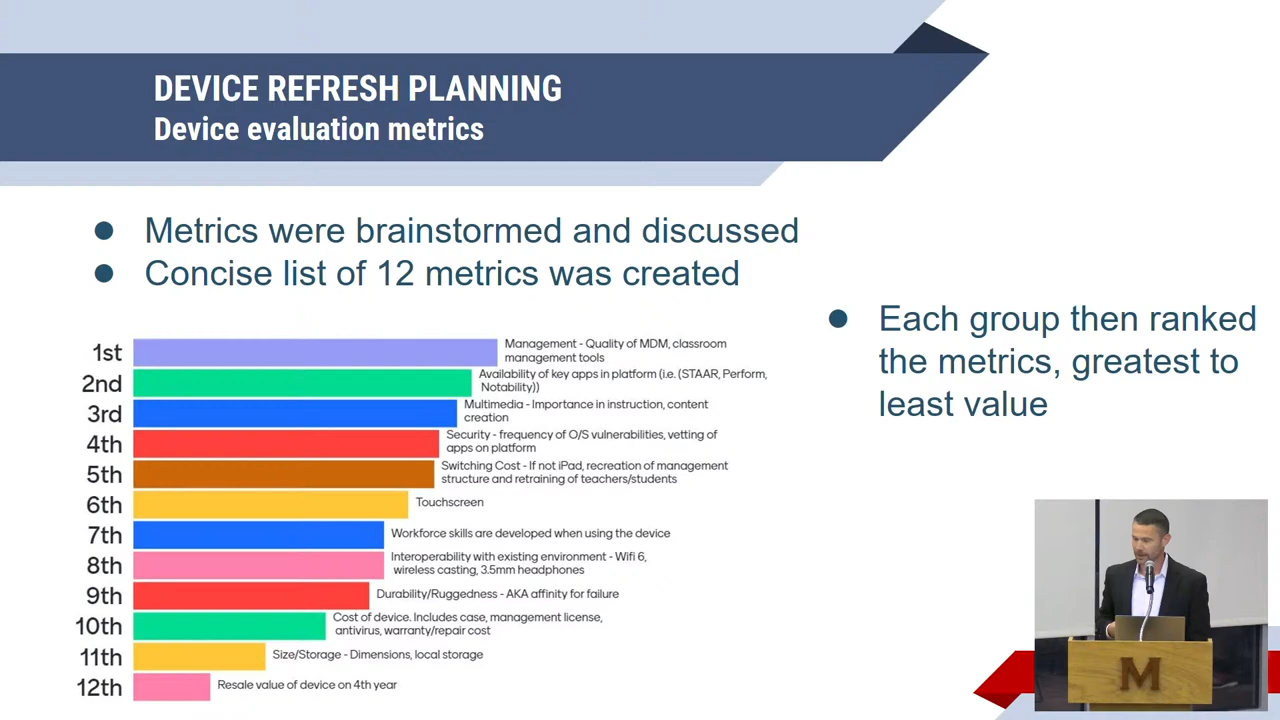 DEVICE REFRESH PLANNING
Device evaluation metrics
● Metrics were brainstormed and discussed
● Concise list of 12 metrics was created
● Each group then ranked
the metrics, greatest to
least value
1st Management - Quality of MDM, classroom
management tools
2nd Availability of key apps in platform (i.e. (STAAR, Perform,
Notability))
3rd Multimedia - Importance in instruction, content
creation
4th Security - frequency of O/S vulnerabilities, vetting of
apps on platform
5th Switching Cost - If not iPad, recreation of management
structure and retraining of teachers/students
6th Touchscreen
7th Workforce skills are developed when using the device
8th Interoperability with existing environment - Wifi 6,
wireless casting, 3.5mm headphones
9th Durability/Ruggedness - AKA affinity for failure
10th Cost of device. Includes case, management license,
antivirus, warranty/repair cost
11th Size/Storage - Dimensions, local storage
12th Resale value of device on 4th year
M